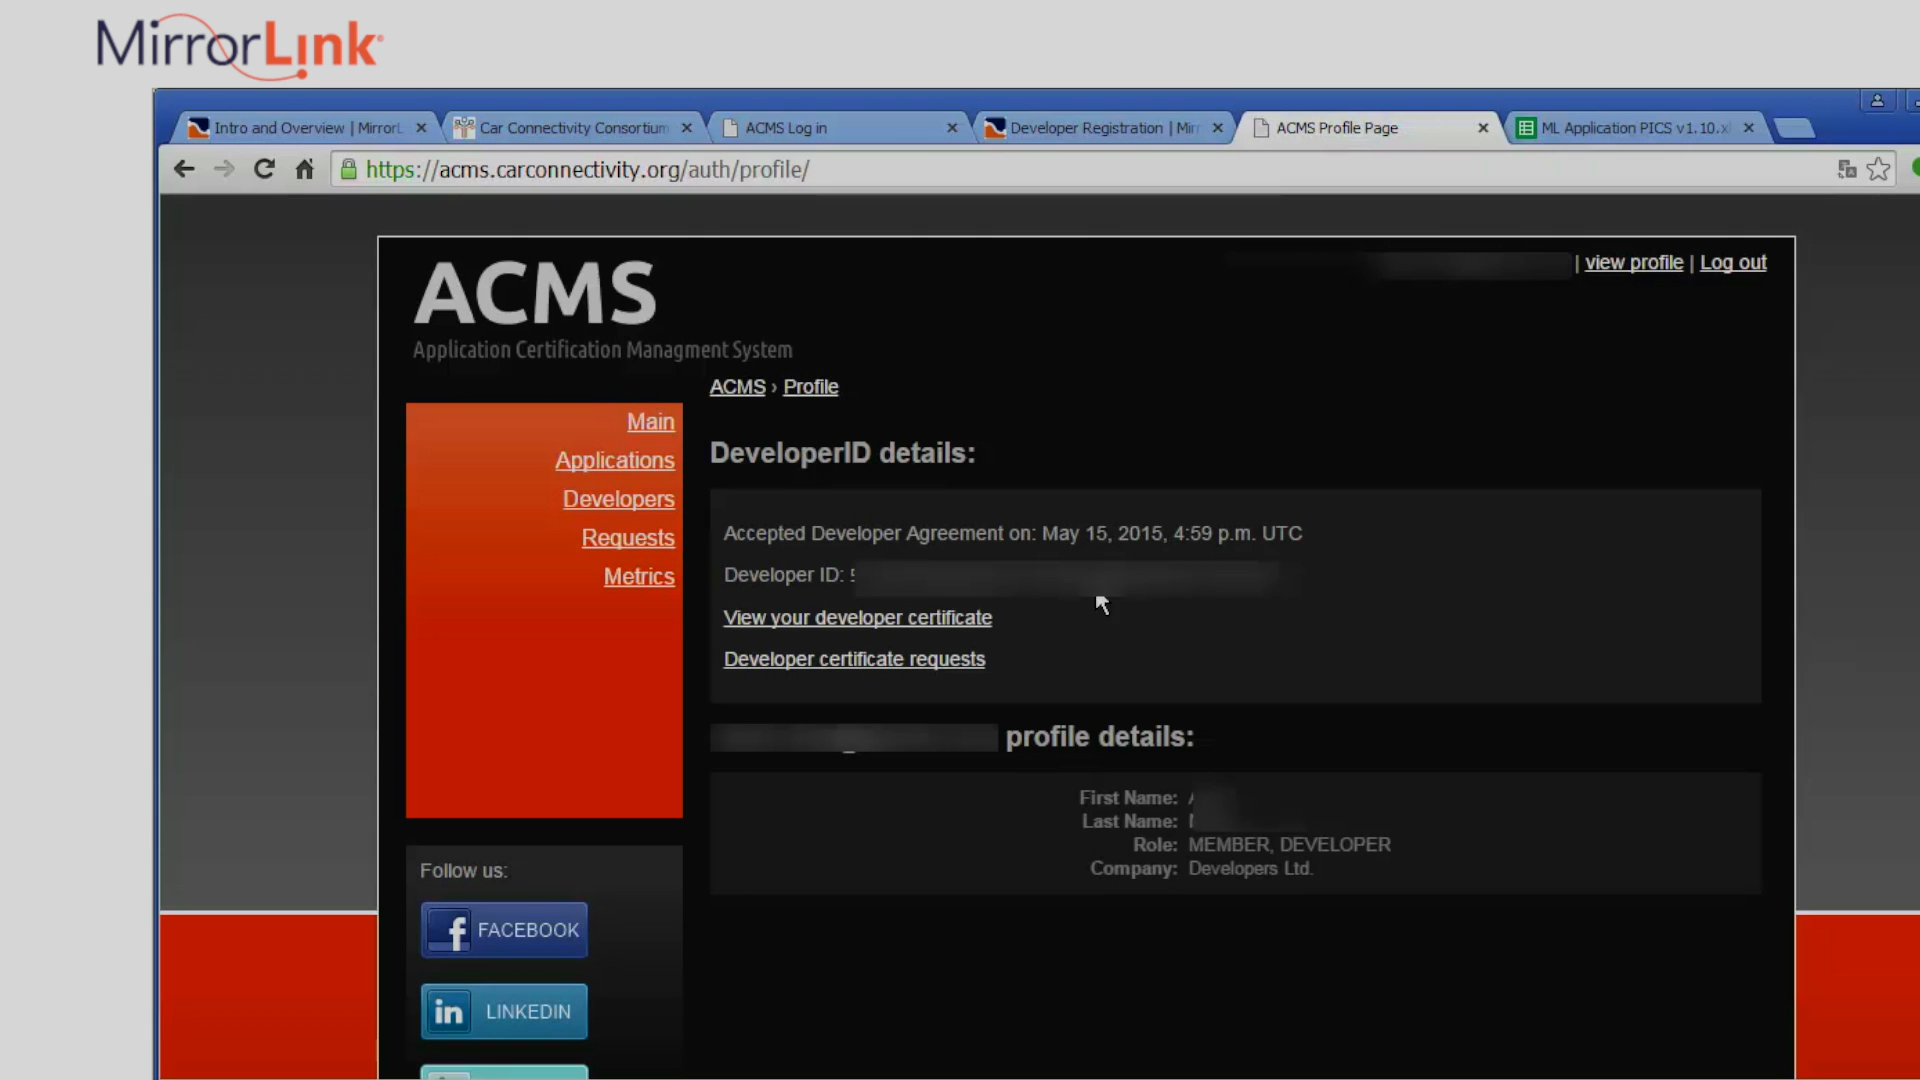 MirrorLink
Intro and Overview | MirrorL
Car Connectivity Consortium
ACMS Log in
Developer Registration | Mirr
ACMS Profile Page
ML Application PICS v1.10.x
https://acms.carconnectivity.org/auth/profile/
| view profile | Log out
ACMS
Application Certification Managment System
ACMS › Profile
Main
Applications
Developers
Requests
Metrics
DeveloperID details:
Accepted Developer Agreement on: May 15, 2015, 4:59 p.m. UTC
Developer ID:
View your developer certificate
Developer certificate requests
profile details:
First Name:
Last Name:
Role: MEMBER, DEVELOPER
Company: Developers Ltd.
Follow us:
FACEBOOK
LINKEDIN